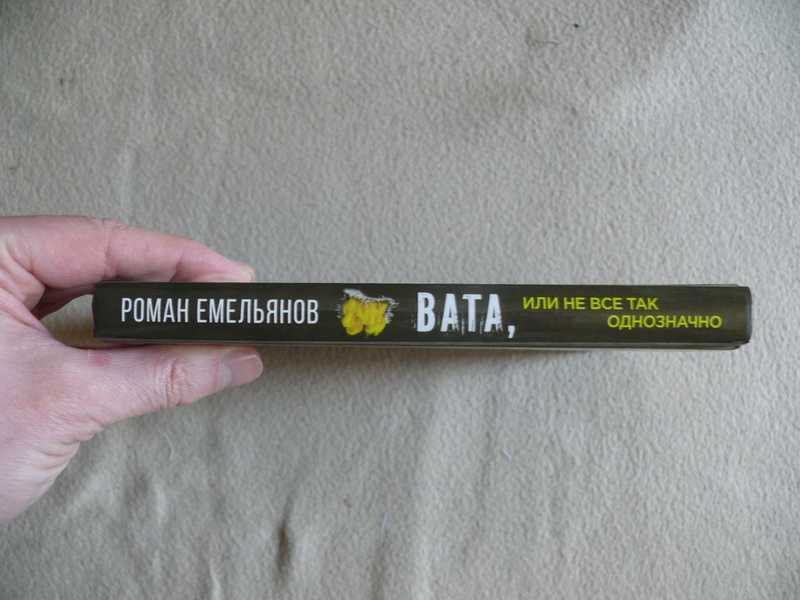 РОМАН ЕМЕЛЬЯНОВ
ВАТА,
ИЛИ НЕ ВСЕ ТАК
ОДНОЗНАЧНО